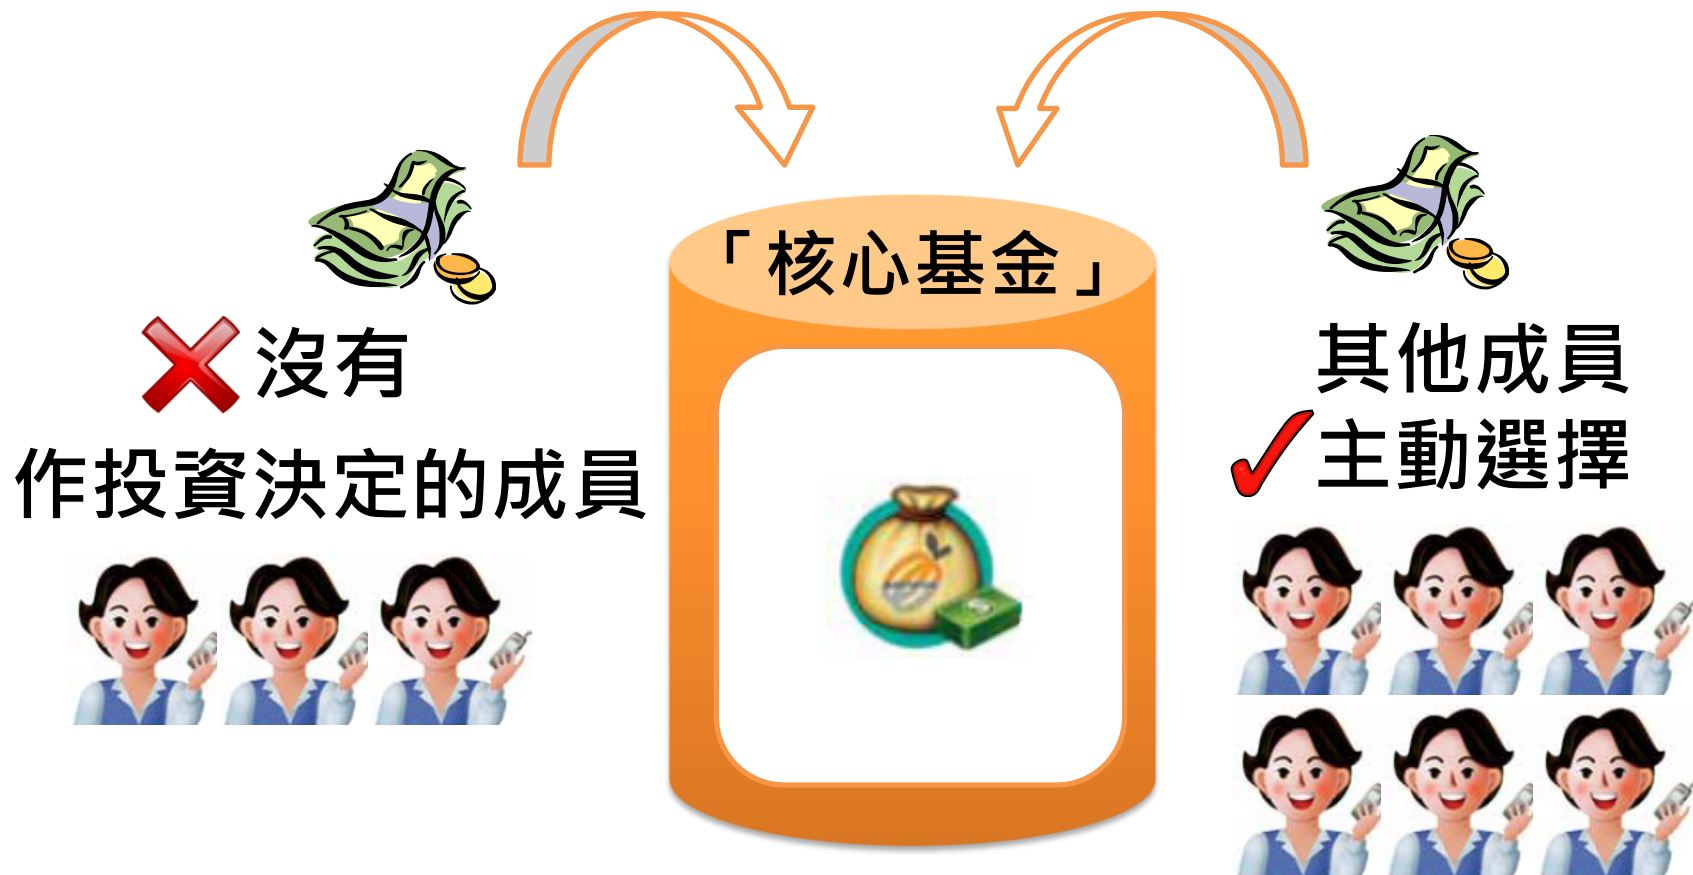 「核心基金」
沒有
作投資決定的成員
其他成員
主動選擇